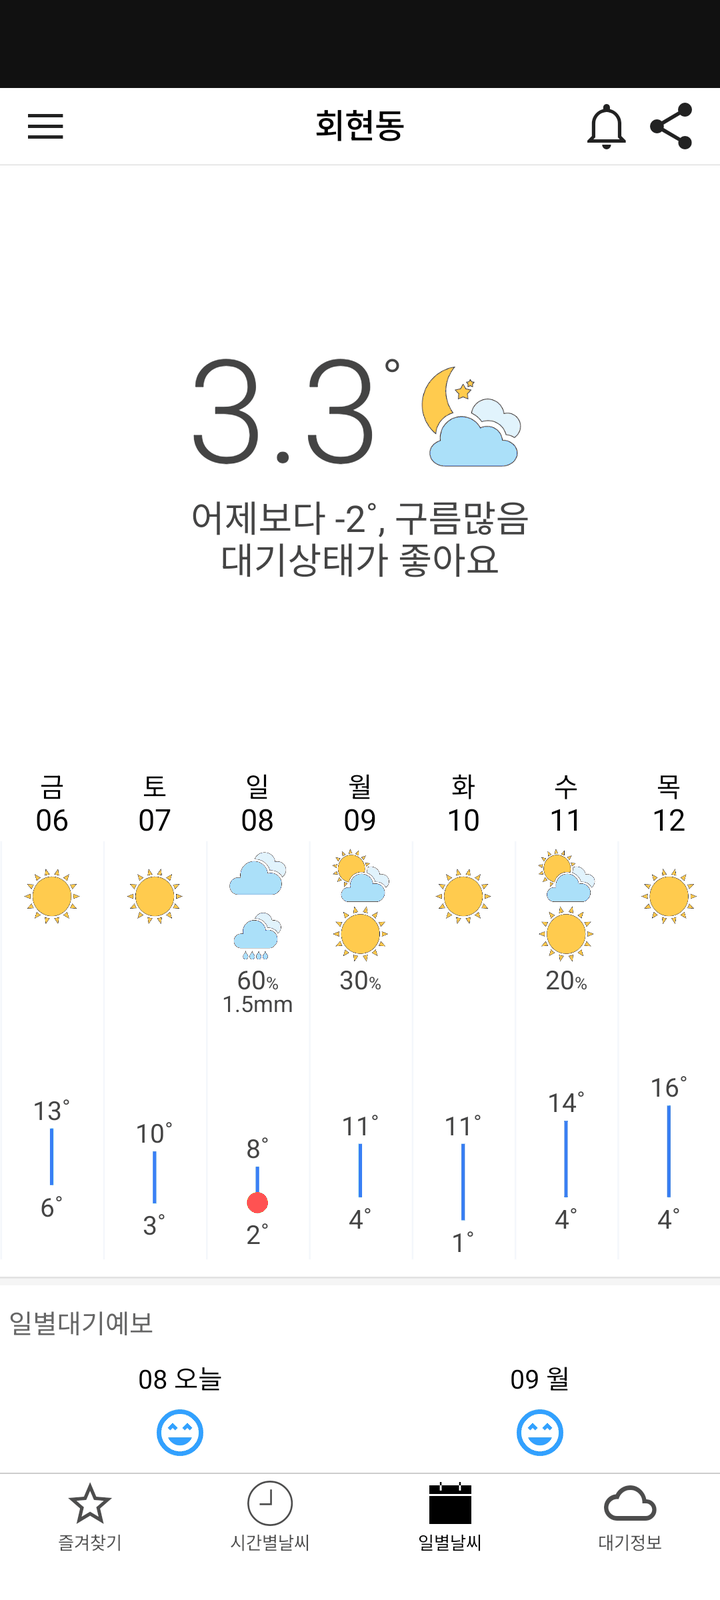 회현동
3.3°
어제보다 -2°, 구름많음
대기상태가 좋아요
금 토 일 월 화 수 목
06 07 08 09 10 11 12
60% 30% 20%
1.5mm
13° 10° 8° 11° 11° 14° 16°
6° 3° 2° 4° 1° 4° 4°
일별대기예보
08 오늘 09 월
즐겨찾기 시간별날씨 일별날씨 대기정보